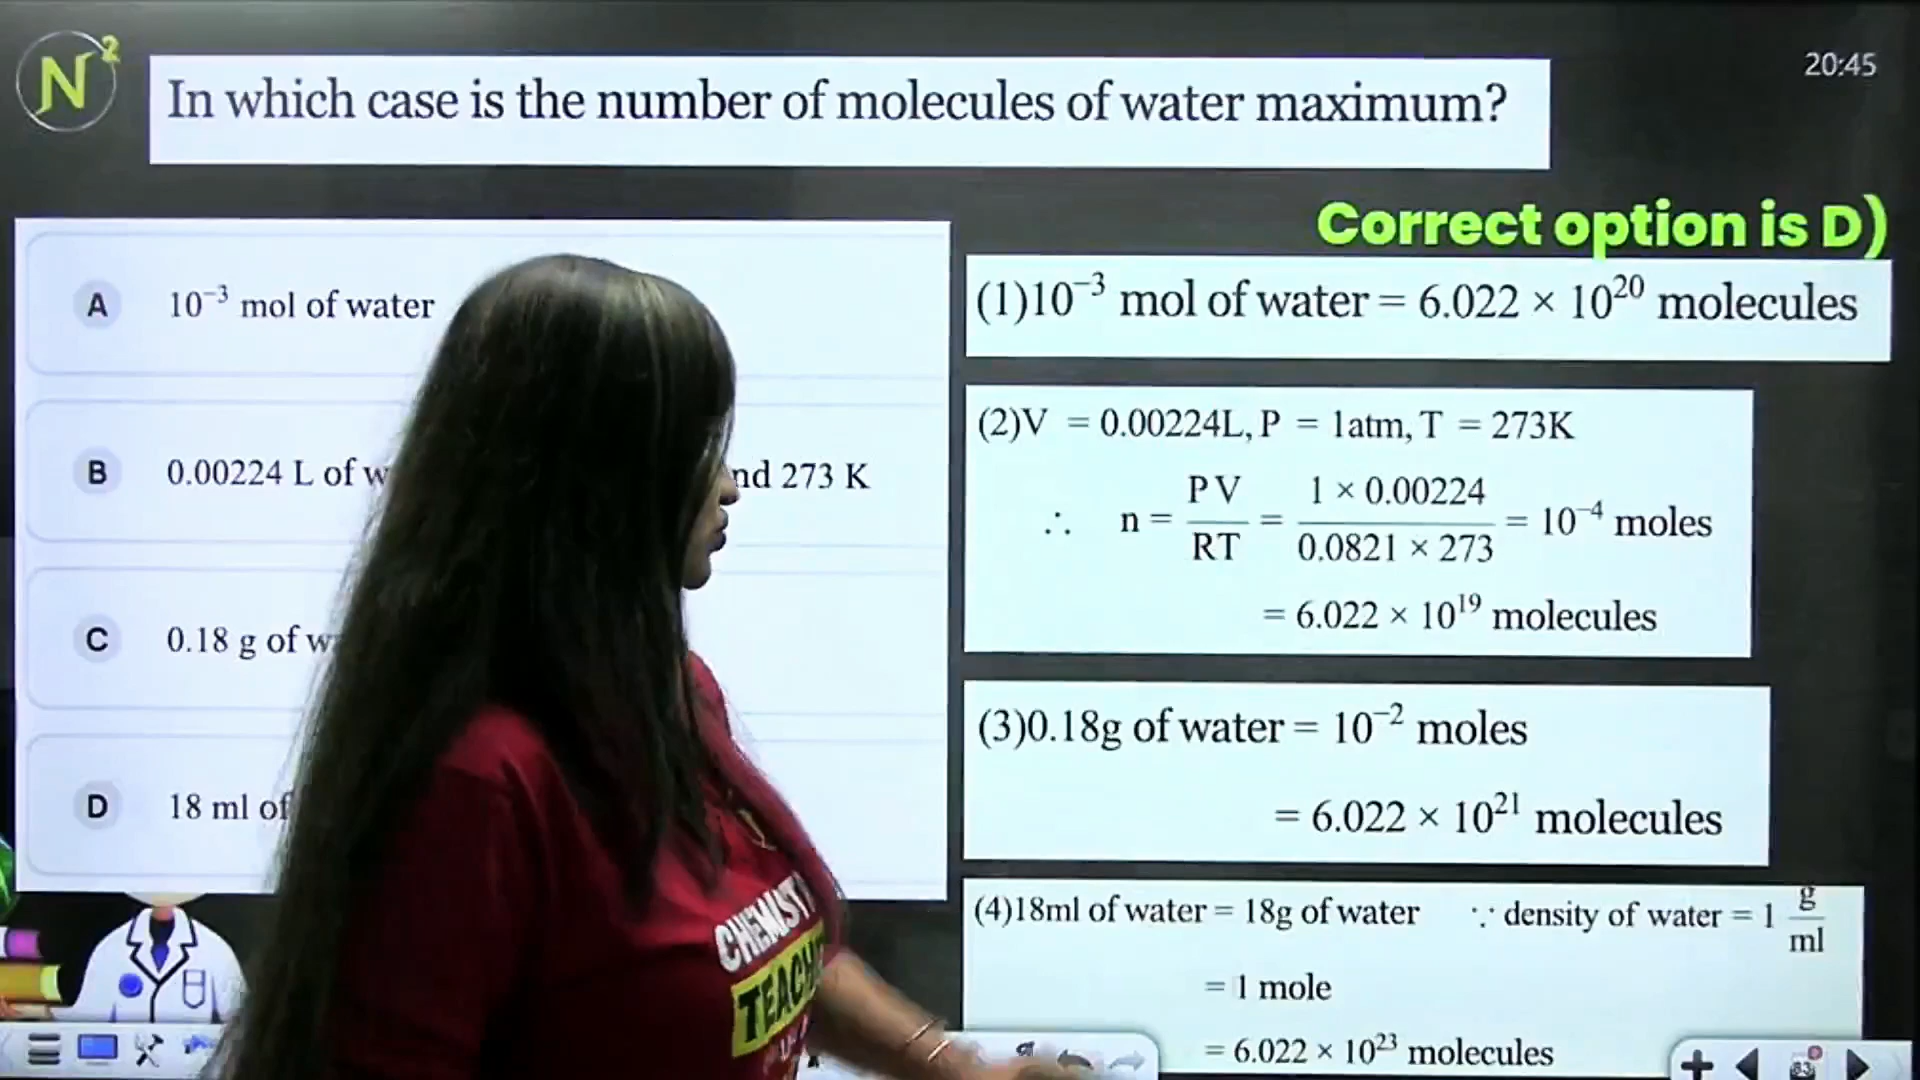 N²
20:45
In which case is the number of molecules of water maximum?
Correct option is D)
A 10⁻³ mol of water
B 0.00224 L of nd 273 K
C 0.18 g of
D 18 ml of
(1)10⁻³ mol of water = 6.022 × 10²⁰ molecules
(2)V = 0.00224L, P = 1atm, T = 273K
∴ n = PV/RT = 1 × 0.00224/0.0821 × 273 = 10⁻⁴ moles
= 6.022 × 10¹⁹ molecules
(3)0.18g of water = 10⁻² moles
= 6.022 × 10²¹ molecules
(4)18ml of water = 18g of water ∵ density of water = 1 g/ml
= 1 mole
= 6.022 × 10²³ molecules
CHEMIST
TEACH